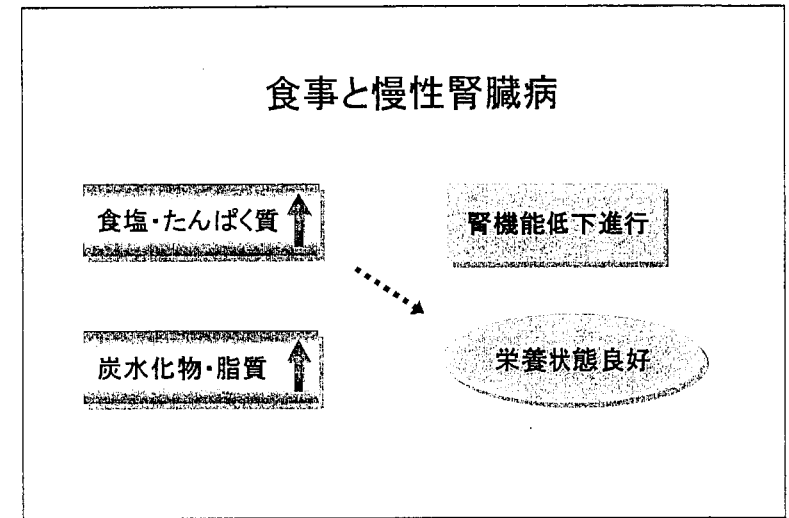 食事と慢性腎臓病
食塩・たんぱく質
腎機能低下進行
炭水化物・脂質
栄養状態良好